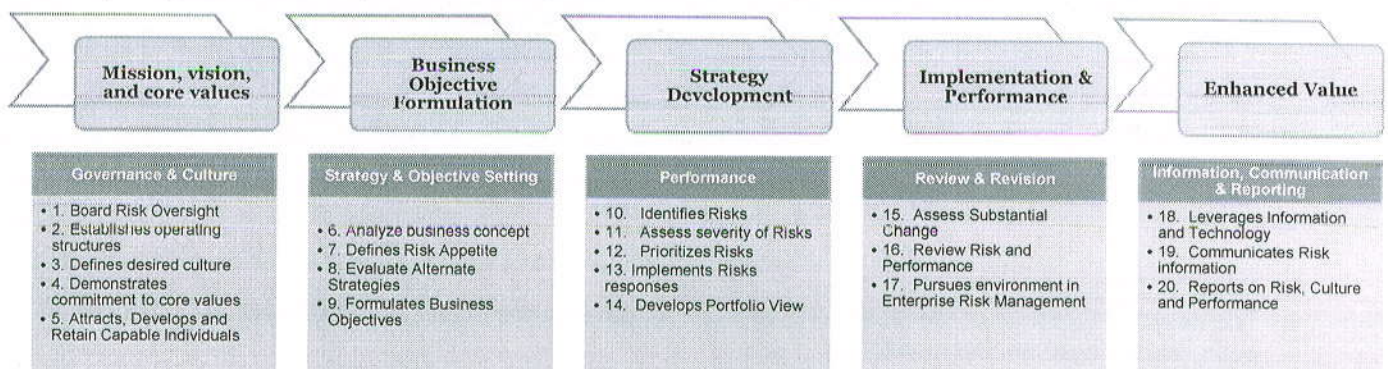 Mission, vision,
and core values
Business
Objective
Formulation
Strategy
Development
Implementation &
Performance
Enhanced Value
Governance & Culture
• 1. Board Risk Oversight
• 2. Establishes operating
structures
• 3. Defines desired culture
• 4. Demonstrates
commitment to core values
• 5. Attracts, Develops and
Retain Capable Individuals
Strategy & Objective Setting
• 6. Analyze business concept
• 7. Defines Risk Appetite
• 8. Evaluate Alternate
Strategies
• 9. Formulates Business
Objectives
Performance
• 10. Identifies Risks
• 11. Assess severity of Risks
• 12. Prioritizes Risks
• 13. Implements Risks
responses
• 14. Develops Portfolio View
Review & Revision
• 15. Assess Substantial
Change
• 16. Review Risk and
Performance
• 17. Pursues environment in
Enterprise Risk Management
Information, Communication
& Reporting
• 18. Leverages Information
and Technology
• 19. Communicates Risk
information
• 20. Reports on Risk, Culture
and Performance